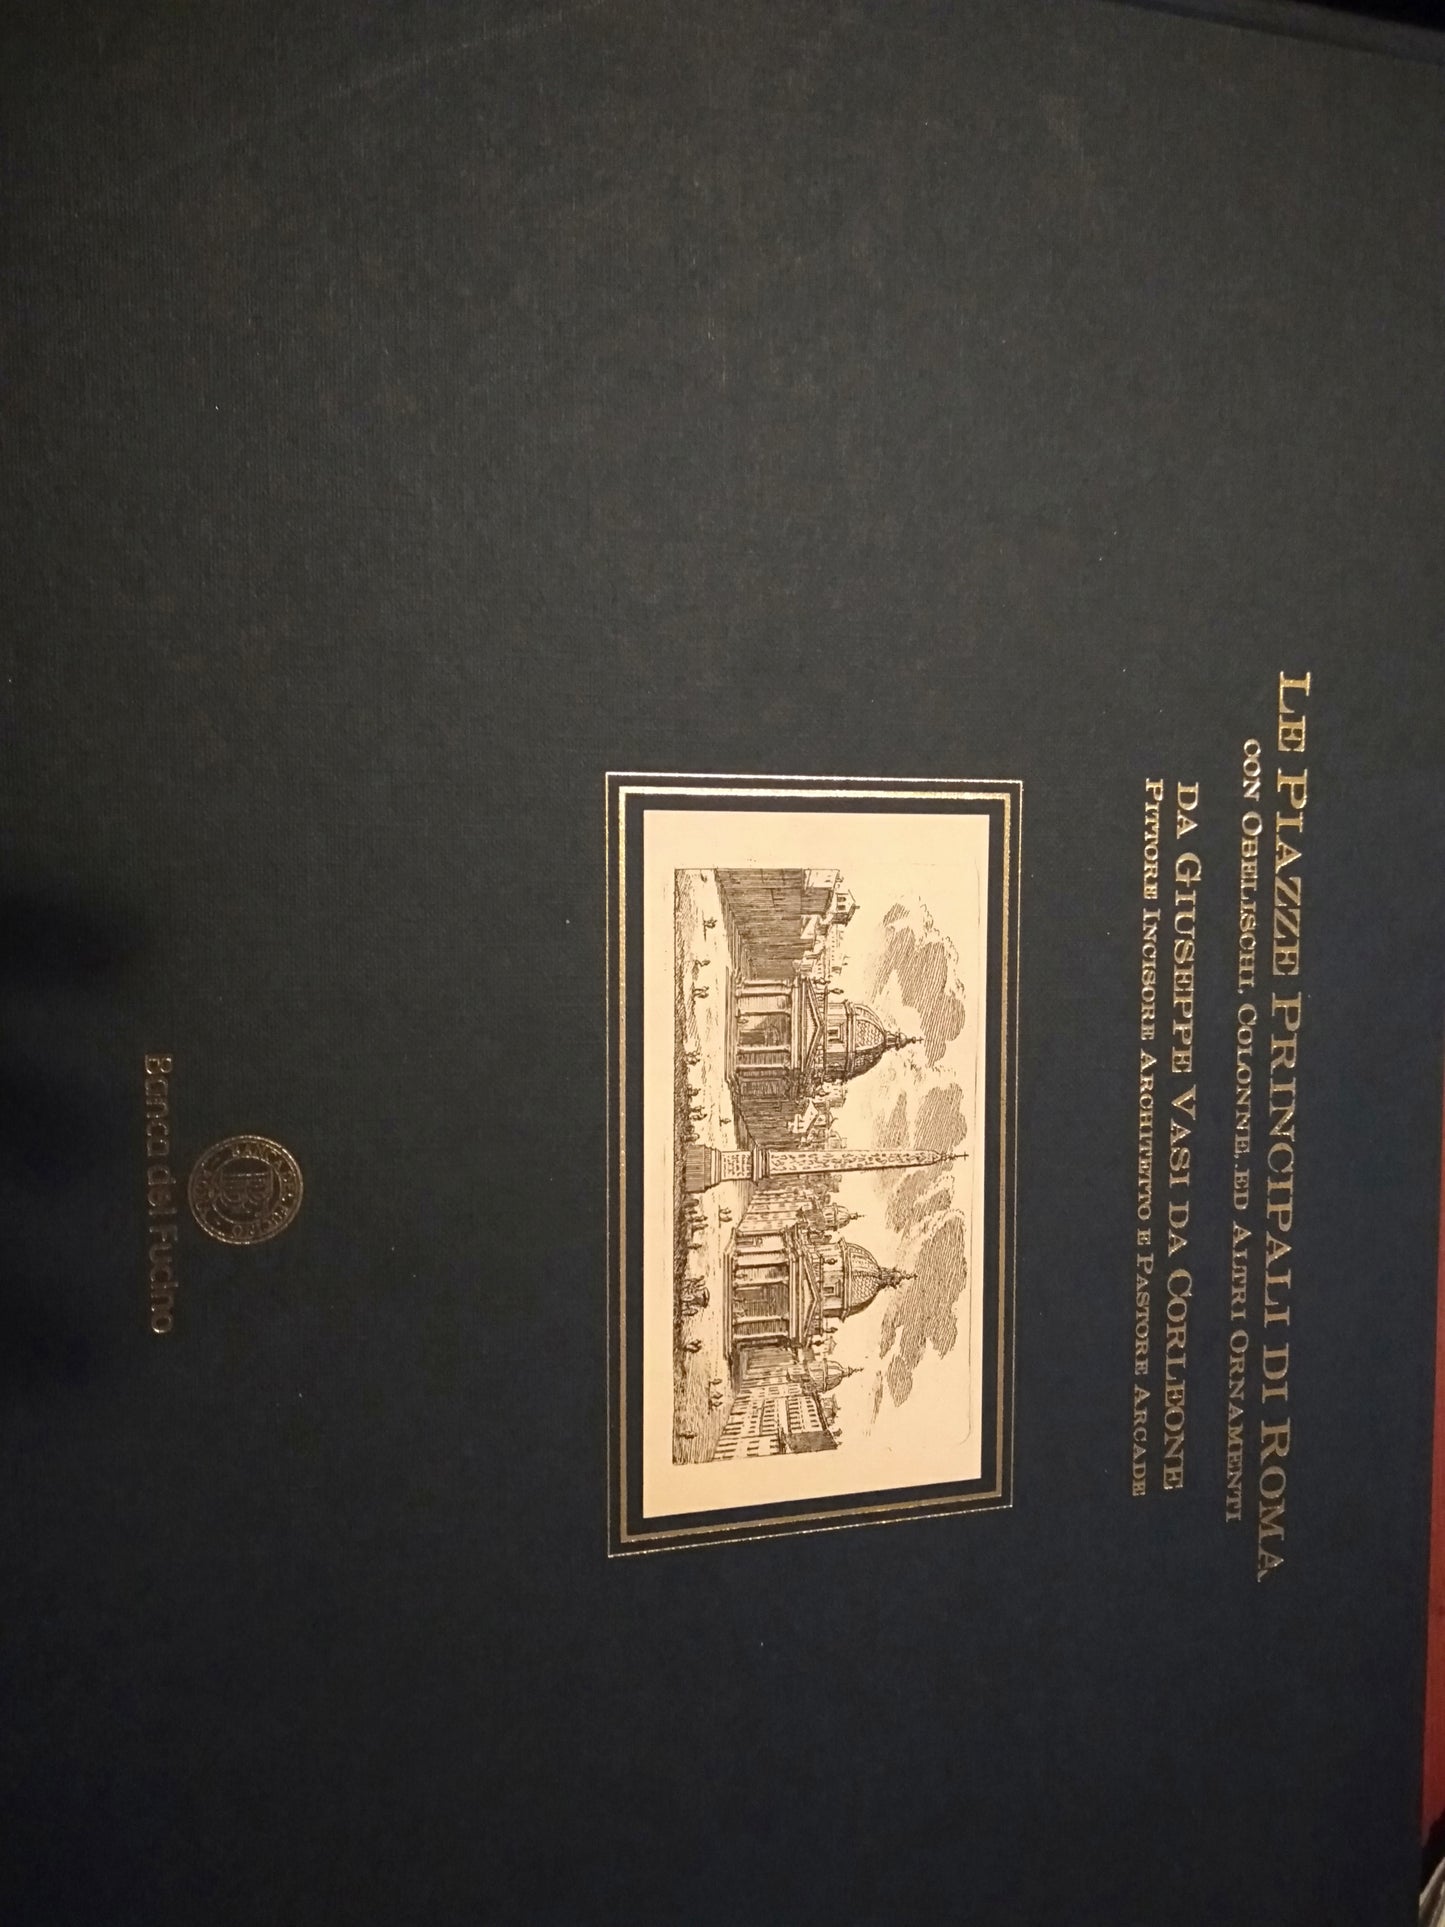 LE PIAZZE PRINCIPALI DI ROMA
CON OBELISCHI, COLONNE, ED ALTRI ORNAMENTI
DA GIUSEPPE VASI DA CORLEONE
PITTORE INCISORE ARCHITETTO E PASTORE ARCADE
Banca del Fucino